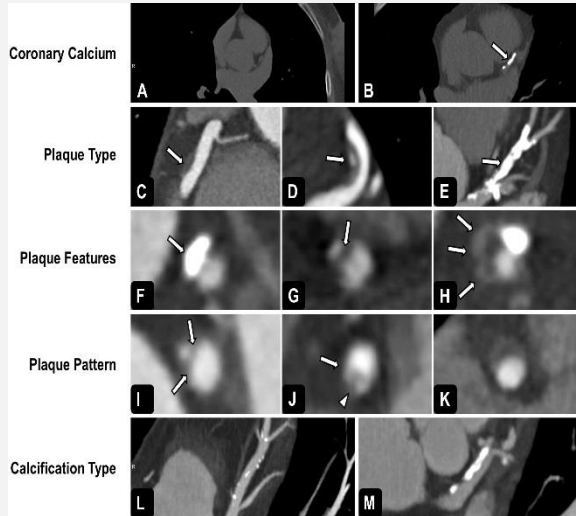 Coronary Calcium
A
B
R
Plaque Type
C
D
E
Plaque Features
F
G
H
Plaque Pattern
I
J
K
Calcification Type
R
L
M